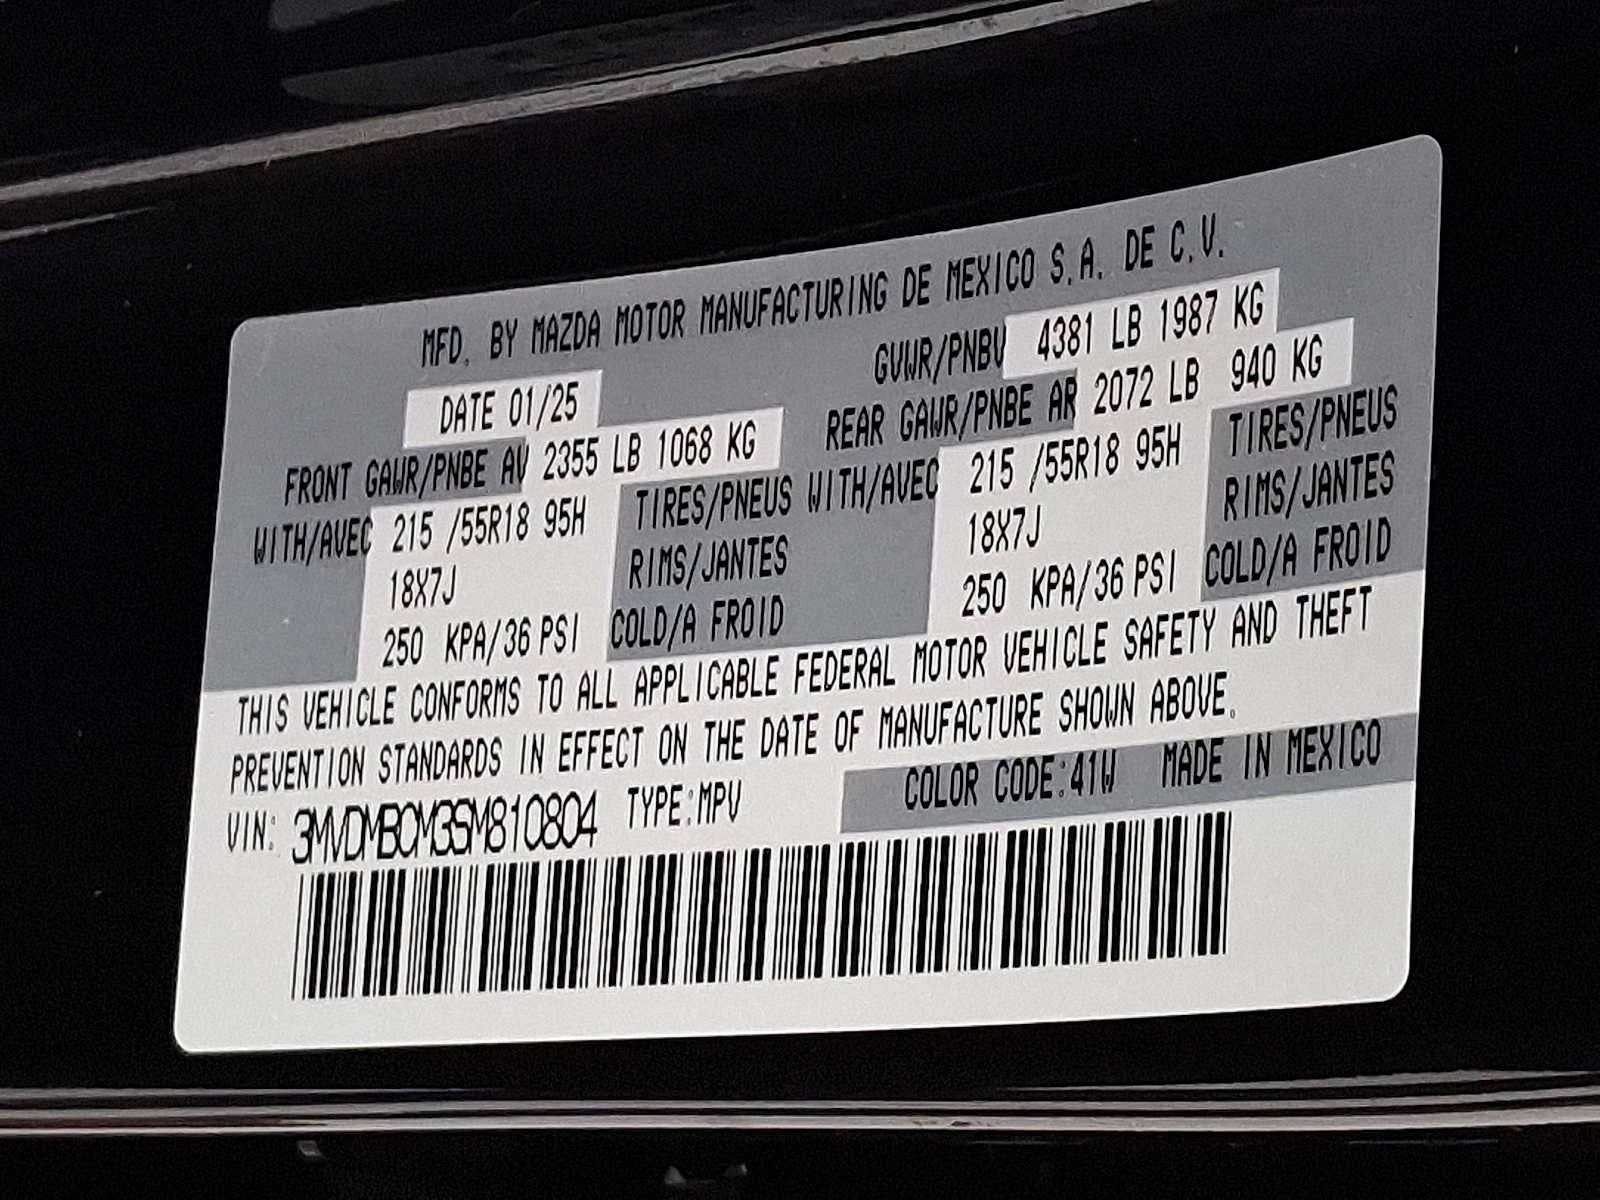 MFD. BY MAZDA MOTOR MANUFACTURING DE MEXICO S.A. DE C.V.
DATE 01/25 GVWR/PNBV 4381 LB 1987 KG
FRONT GAWR/PNBE AV 2355 LB 1068 KG REAR GAWR/PNBE AR 2072 LB 940 KG
WITH/AVEC 215 /55R18 95H TIRES/PNEUS WITH/AVEC 215 /55R18 95H TIRES/PNEUS
18X7J RIMS/JANTES 18X7J RIMS/JANTES
250 KPA/36 PSI COLD/A FROID 250 KPA/36 PSI COLD/A FROID
THIS VEHICLE CONFORMS TO ALL APPLICABLE FEDERAL MOTOR VEHICLE SAFETY AND THEFT
PREVENTION STANDARDS IN EFFECT ON THE DATE OF MANUFACTURE SHOWN ABOVE.
VIN: 3MVDMBCM3SM810804 TYPE:MPV COLOR CODE:41W MADE IN MEXICO